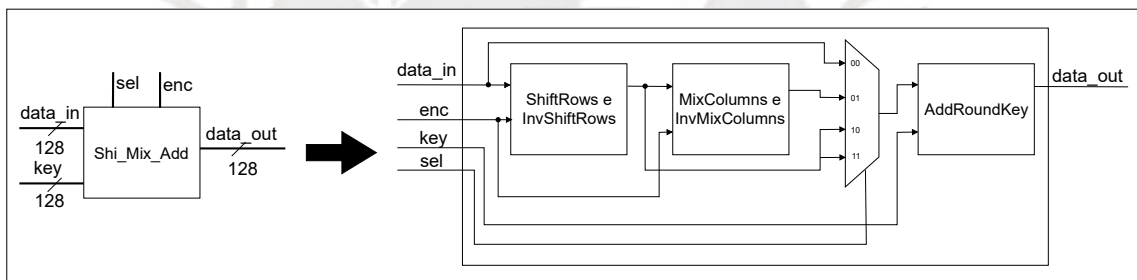 sel
enc
data_in
128
key
128
Shi_Mix_Add
data_out
128
data_in
enc
key
sel
ShiftRows e
InvShiftRows
MixColumns e
InvMixColumns
00
01
10
11
AddRoundKey
data_out